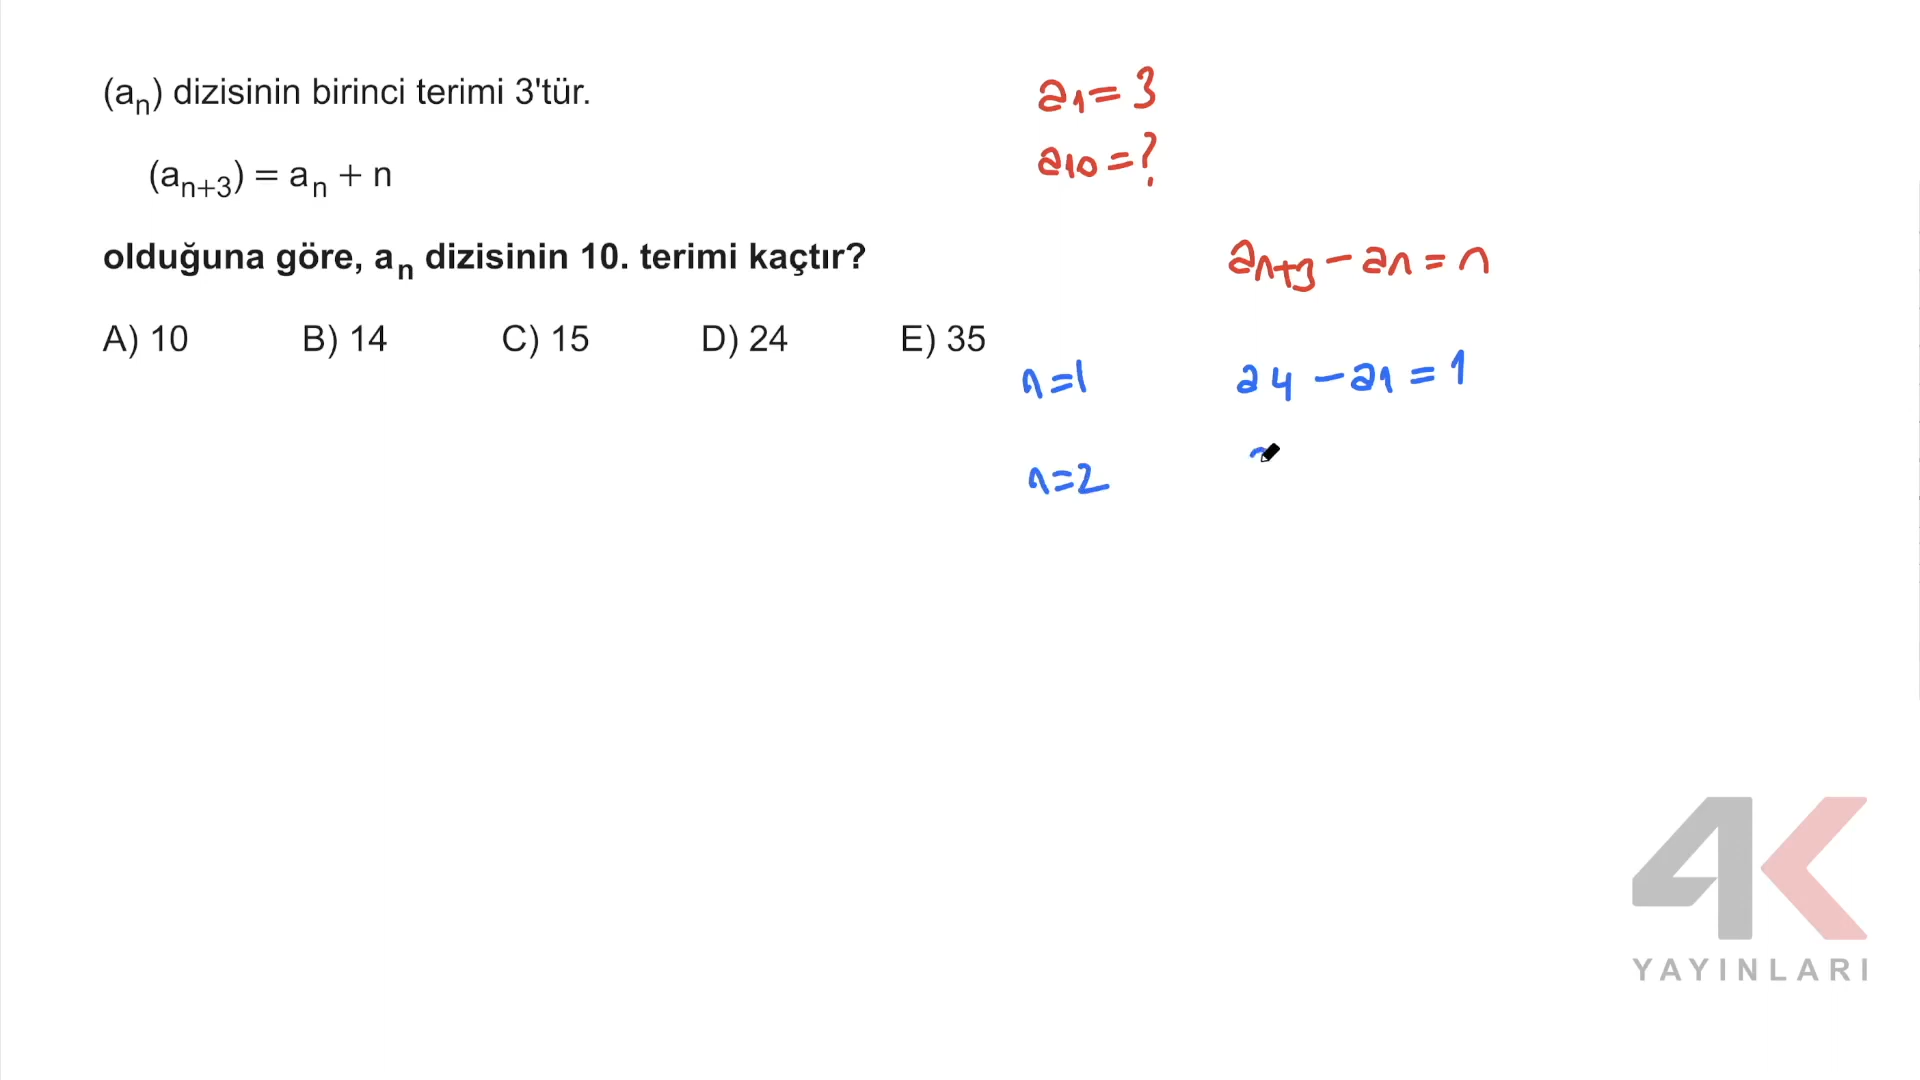 (aₙ) dizisinin birinci terimi 3'tür.
(aₙ₊₃) = aₙ + n
olduğuna göre, aₙ dizisinin 10. terimi kaçtır?
A) 10 B) 14 C) 15 D) 24 E) 35
a₁ = 3
a₁₀ = ?
aₙ₊₃ - aₙ = n
n=1 a₄ - a₁ = 1
n=2
4K
YAYINLARI